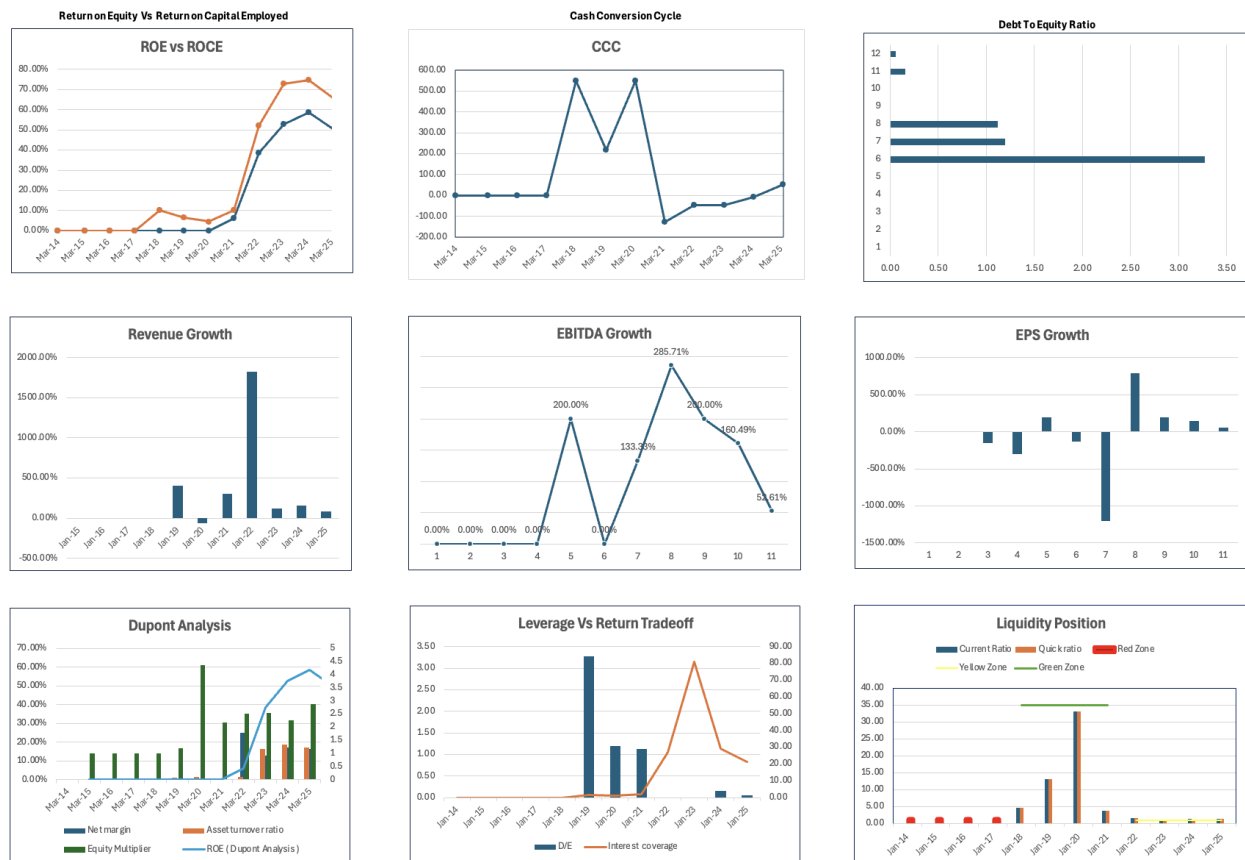 Return on Equity Vs Return on Capital Employed
ROE vs ROCE
80.00%
70.00%
60.00%
50.00%
40.00%
30.00%
20.00%
10.00%
0.00%
Mar-14
Mar-15
Mar-16
Mar-17
Mar-18
Mar-19
Mar-20
Mar-21
Mar-22
Mar-23
Mar-24
Mar-25
Cash Conversion Cycle
CCC
600.00
500.00
400.00
300.00
200.00
100.00
0.00
-100.00
-200.00
Mar-14
Mar-15
Mar-16
Mar-17
Mar-18
Mar-19
Mar-20
Mar-21
Mar-22
Mar-23
Mar-24
Mar-25
Debt To Equity Ratio
12
11
10
9
8
7
6
5
4
3
2
1
0.00 0.50 1.00 1.50 2.00 2.50 3.00 3.50
Revenue Growth
2000.00%
1500.00%
1000.00%
500.00%
0.00%
-500.00%
Jan-15
Jan-16
Jan-17
Jan-18
Jan-19
Jan-20
Jan-21
Jan-22
Jan-23
Jan-24
Jan-25
EBITDA Growth
285.71%
200.00%
200.00%
160.49%
133.33%
52.61%
0.00% 0.00% 0.00% 0.00% 0.00%
1 2 3 4 5 6 7 8 9 10 11
EPS Growth
1000.00%
500.00%
0.00%
-500.00%
-1000.00%
-1500.00%
1 2 3 4 5 6 7 8 9 10 11
Dupont Analysis
70.00%
60.00%
50.00%
40.00%
30.00%
20.00%
10.00%
0.00%
5
4.5
4
3.5
3
2.5
2
1.5
1
0.5
0
Mar-14
Mar-15
Mar-16
Mar-17
Mar-18
Mar-19
Mar-20
Mar-21
Mar-22
Mar-23
Mar-24
Mar-25
Net margin
Asset turnover ratio
Equity Multiplier
ROE ( Dupont Analysis )
Leverage Vs Return Tradeoff
3.50
3.00
2.50
2.00
1.50
1.00
0.50
0.00
90.00
80.00
70.00
60.00
50.00
40.00
30.00
20.00
10.00
0.00
Jan-14
Jan-15
Jan-16
Jan-17
Jan-18
Jan-19
Jan-20
Jan-21
Jan-22
Jan-23
Jan-24
Jan-25
D/E
Interest coverage
Liquidity Position
Current Ratio
Quick ratio
Red Zone
Yellow Zone
Green Zone
40.00
35.00
30.00
25.00
20.00
15.00
10.00
5.00
0.00
Jan-14
Jan-15
Jan-16
Jan-17
Jan-18
Jan-19
Jan-20
Jan-21
Jan-22
Jan-23
Jan-24
Jan-25